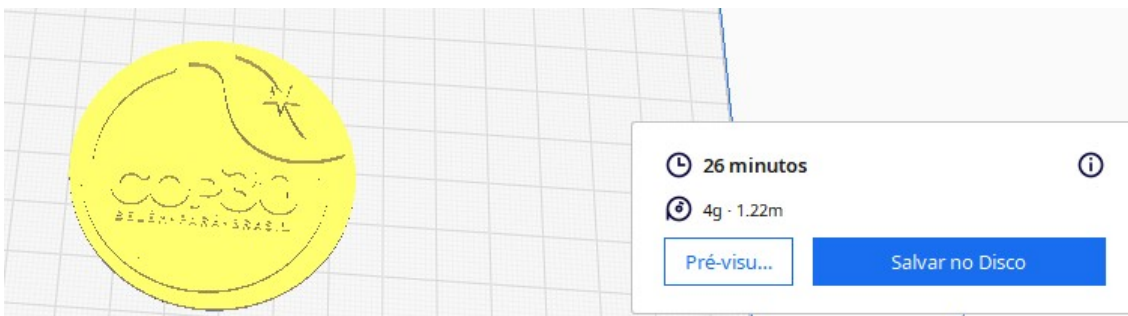 COP30
BELÉM·PARÁ·BRASIL
26 minutos
4g · 1.22m
Pré-visu...
Salvar no Disco